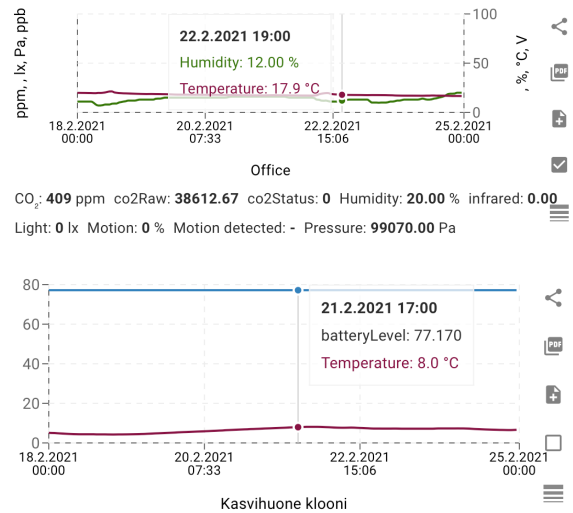 ppm, , lx, Pa, ppb
100
50
0
, %, °C, V
22.2.2021 19:00
Humidity: 12.00 %
Temperature: 17.9 °C
18.2.2021 00:00
20.2.2021 07:33
22.2.2021 15:06
25.2.2021 00:00
PDF
Office
CO₂: 409 ppm co2Raw: 38612.67 co2Status: 0 Humidity: 20.00 % infrared: 0.00
Light: 0 lx Motion: 0 % Motion detected: - Pressure: 99070.00 Pa
80
60
40
20
0
21.2.2021 17:00
batteryLevel: 77.170
Temperature: 8.0 °C
18.2.2021 00:00
20.2.2021 07:33
22.2.2021 15:06
25.2.2021 00:00
PDF
Kasvihuone klooni